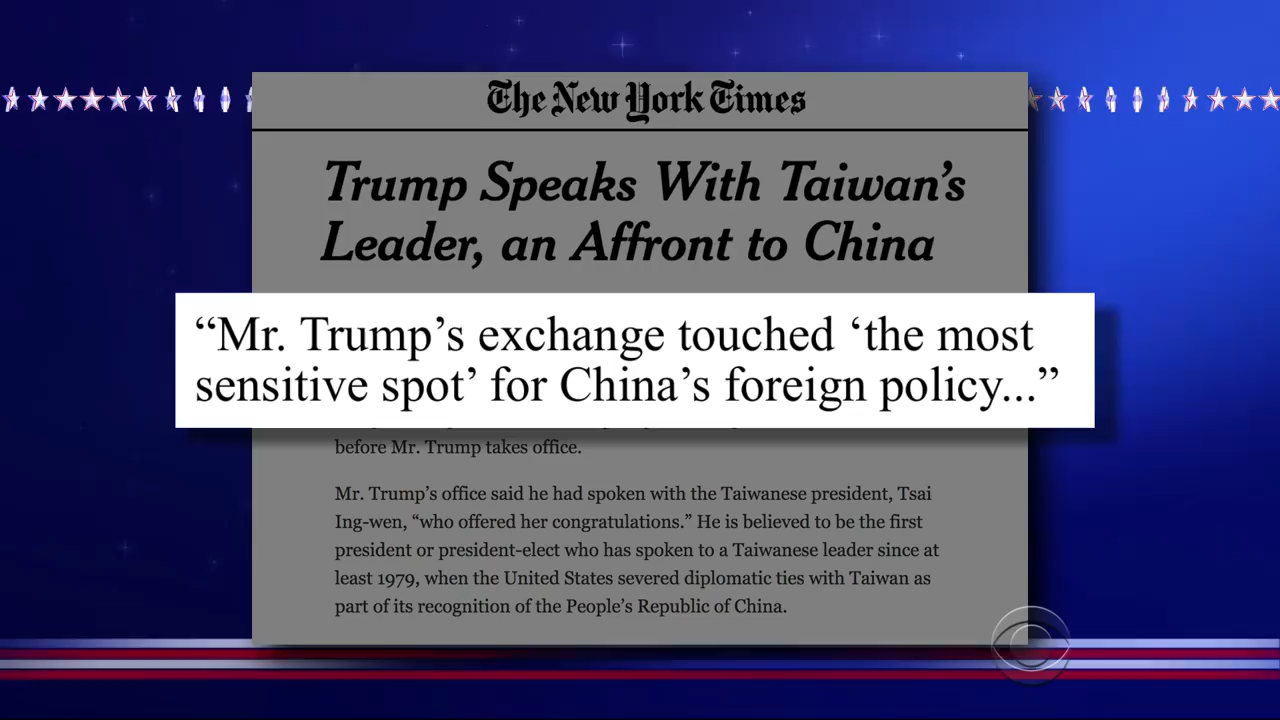 The New York Times
Trump Speaks With Taiwan’s
Leader, an Affront to China
“Mr. Trump’s exchange touched ‘the most
sensitive spot’ for China’s foreign policy...”
before Mr. Trump takes office.
Mr. Trump’s office said he had spoken with the Taiwanese president, Tsai
Ing-wen, “who offered her congratulations.” He is believed to be the first
president or president-elect who has spoken to a Taiwanese leader since at
least 1979, when the United States severed diplomatic ties with Taiwan as
part of its recognition of the People’s Republic of China.